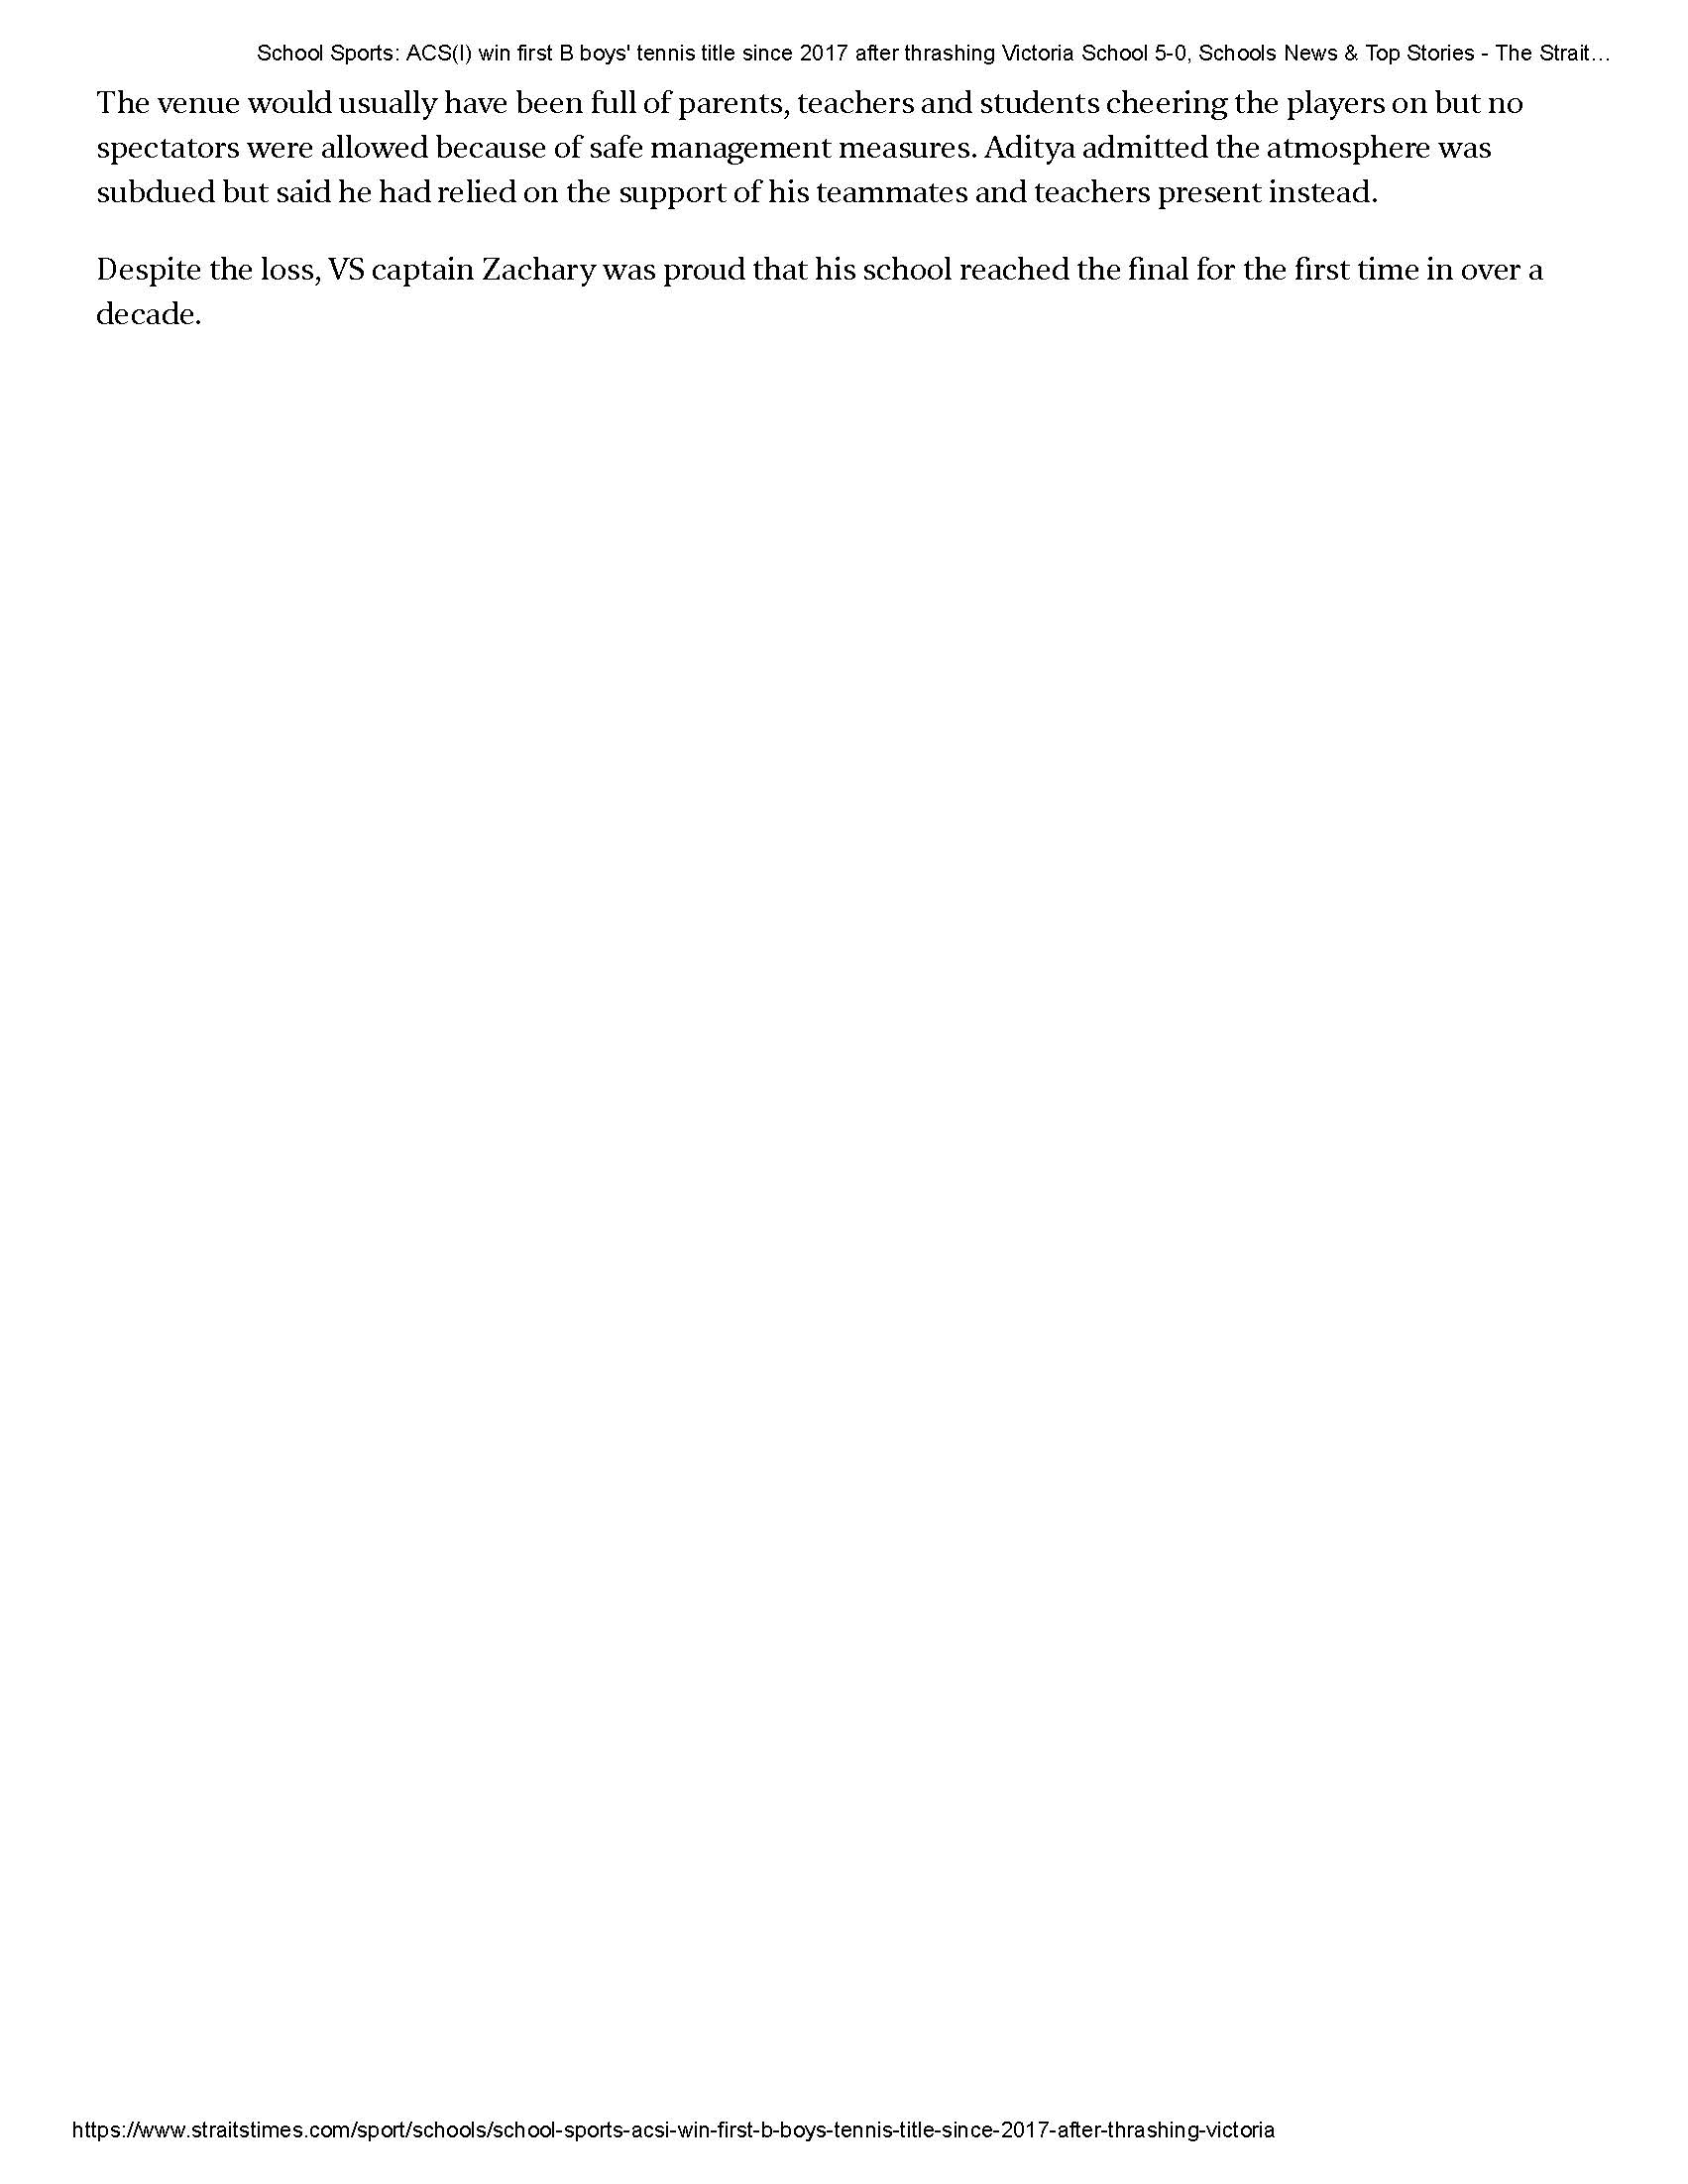 School Sports: ACS(I) win first B boys' tennis title since 2017 after thrashing Victoria School 5-0, Schools News & Top Stories - The Strait…
The venue would usually have been full of parents, teachers and students cheering the players on but no
spectators were allowed because of safe management measures. Aditya admitted the atmosphere was
subdued but said he had relied on the support of his teammates and teachers present instead.
Despite the loss, VS captain Zachary was proud that his school reached the final for the first time in over a
decade.
https://www.straitstimes.com/sport/schools/school-sports-acsi-win-first-b-boys-tennis-title-since-2017-after-thrashing-victoria